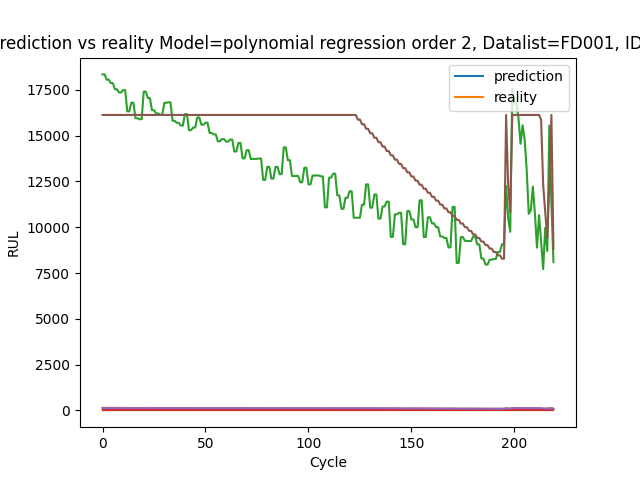 rediction vs reality Model=polynomial regression order 2, Datalist=FD001, ID
prediction
reality
RUL
17500
15000
12500
10000
7500
5000
2500
0
0 50 100 150 200
Cycle